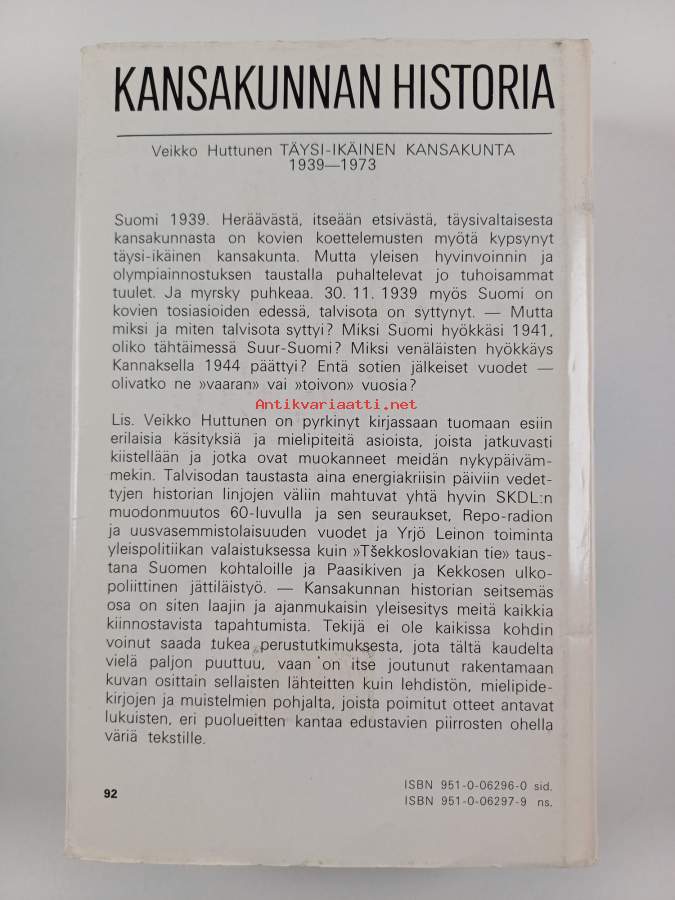 KANSAKUNNAN HISTORIA
Veikko Huttunen TÄYSI-IKÄINEN KANSAKUNTA
1939—1973
Suomi 1939. Heräävästä, itseään etsivästä, täysivaltaisesta
kansakunnasta on kovien koettelemusten myötä kypsynyt
täysi-ikäinen kansakunta. Mutta yleisen hyvinvoinnin ja
olympiainnostuksen taustalla puhaltelevat jo tuhoisammat
tuulet. Ja myrsky puhkeaa. 30. 11. 1939 myös Suomi on
kovien tosiasioiden edessä, talvisota on syttynyt. — Mutta
miksi ja miten talvisota syttyi? Miksi Suomi hyökkäsi 1941,
oliko tähtäimessä Suur-Suomi? Miksi venäläisten hyökkäys
Kannaksella 1944 päättyi? Entä sotien jälkeiset vuodet —
olivatko ne »vaaran» vai »toivon» vuosia?
Antikvariaatti.net
Lis. Veikko Huttunen on pyrkinyt kirjassaan tuomaan esiin
erilaisia käsityksiä ja mielipiteitä asioista, joista jatkuvasti
kiistellään ja jotka ovat muokanneet meidän nykypäiväm-
mekin. Talvisodan taustasta aina energiakriisin päiviin vedet-
tyjen historian linjojen väliin mahtuvat yhtä hyvin SKDL:n
muodonmuutos 60-luvulla ja sen seuraukset, Repo-radion
ja uusvasemmistolaisuuden vuodet ja Yrjö Leinon toiminta
yleispolitiikan valaistuksessa kuin »Tšekkoslovakian tie» taus-
tana Suomen kohtaloille ja Paasikiven ja Kekkosen ulko-
poliittinen jättiläistyö. — Kansakunnan historian seitsemäs
osa on siten laajin ja ajanmukaisin yleisesitys meitä kaikkia
kiinnostavista tapahtumista. Tekijä ei ole kaikissa kohdin
voinut saada tukea perustutkimuksesta, jota tältä kaudelta
vielä paljon puuttuu, vaan on itse joutunut rakentamaan
kuvan osittain sellaisten lähteitten kuin lehdistön, mielipide-
kirjojen ja muistelmien pohjalta, joista poimitut otteet antavat
lukuisten, eri puolueitten kantaa edustavien piirrosten ohella
väriä tekstille.
92
ISBN 951-0-06296-0 sid.
ISBN 951-0-06297-9 ns.